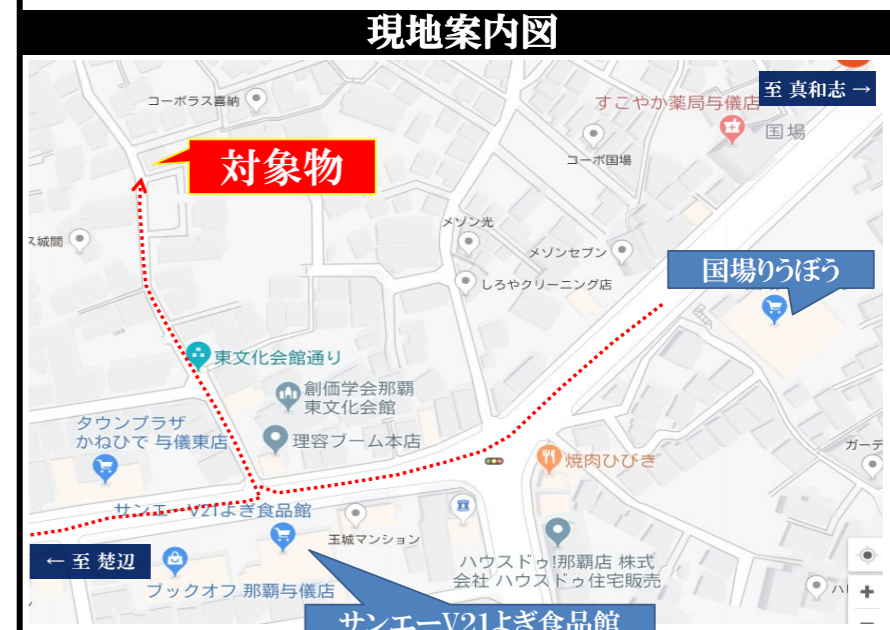 現地案内図
至 真和志 →
コーポラス喜納
すこやか薬局与儀店
国場
対象物
コーポ国場
メゾン光
ス城間
メゾンセブン
国場りうぼう
しろやクリーニング店
東文化会館通り
創価学会那覇
東文化会館
タウンプラザ
かねひで 与儀東店
理容ブーム本店
焼肉ひびき
ガーデ
サンエーV21よぎ食品館
玉城マンション
← 至 楚辺
ハウスドゥ!那覇店 株式
会社 ハウスドゥ住宅販売
ブックオフ 那覇与儀店
サンエーV21よぎ食品館